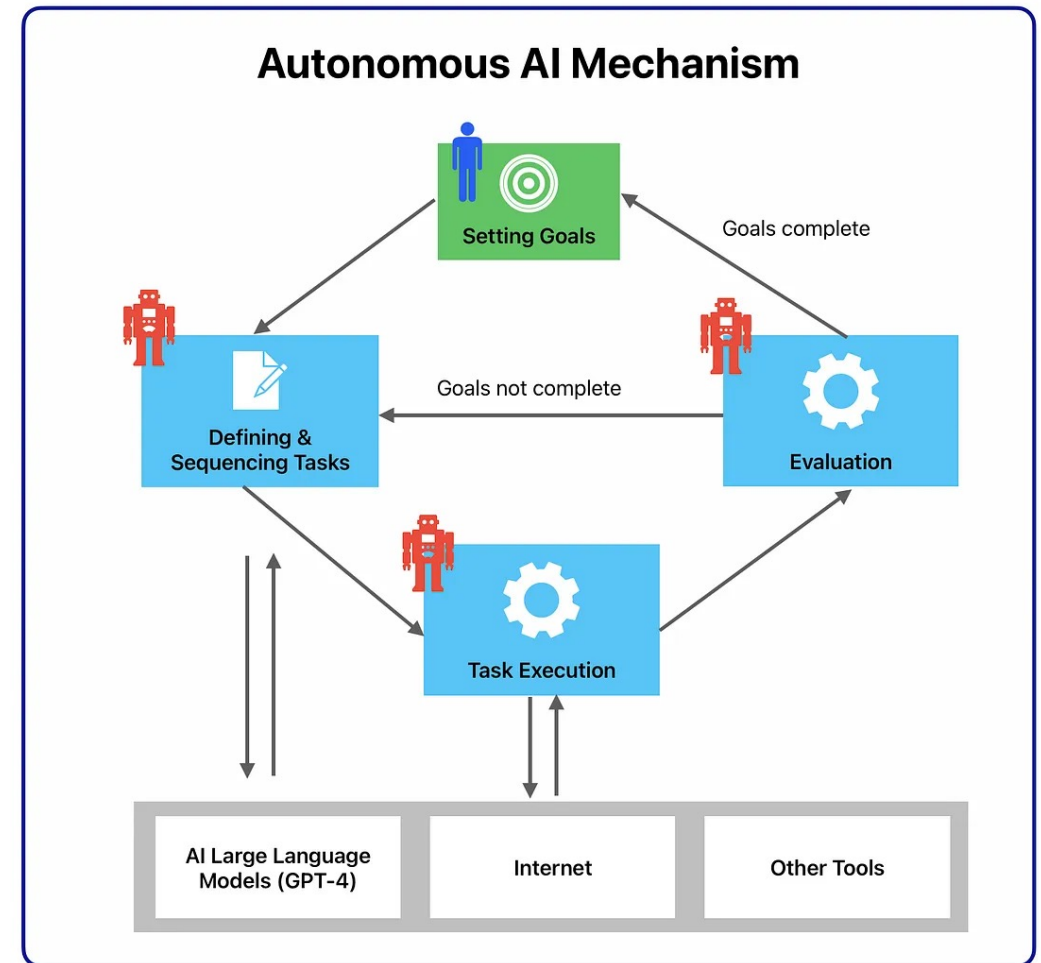 Autonomous AI Mechanism
Setting Goals
Goals complete
Goals not complete
Defining &
Sequencing Tasks
Evaluation
Task Execution
AI Large Language
Models (GPT-4)
Internet
Other Tools